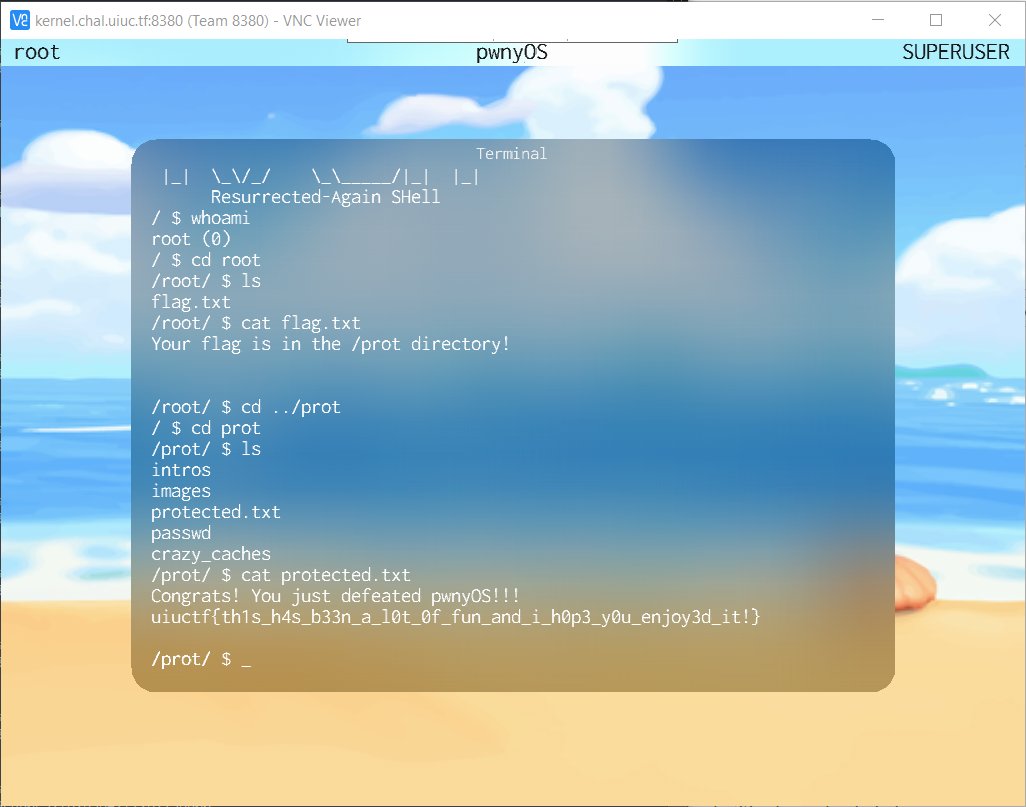 V2 kernel.chal.uiuc.tf:8380 (Team 8380) - VNC Viewer
root pwnyOS SUPERUSER
Terminal
|_| \_\/_/ \_\_____/|_| |_|
Resurrected-Again SHell
/ $ whoami
root (0)
/ $ cd root
/root/ $ ls
flag.txt
/root/ $ cat flag.txt
Your flag is in the /prot directory!
/root/ $ cd ../prot
/ $ cd prot
/prot/ $ ls
intros
images
protected.txt
passwd
crazy_caches
/prot/ $ cat protected.txt
Congrats! You just defeated pwnyOS!!!
uiuctf{th1s_h4s_b33n_a_l0t_0f_fun_and_i_h0p3_y0u_enjoy3d_it!}
/prot/ $ _